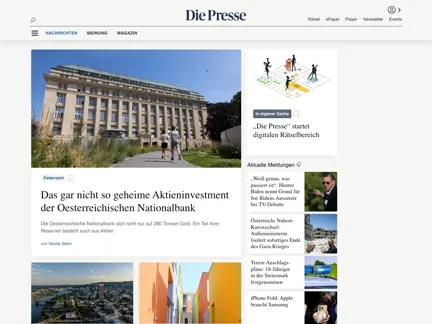 Die Presse
Rätsel ePaper Player Newsletter Events
NACHRICHTEN MEINUNG MAGAZIN
In eigener Sache
„Die Presse“ startet
digitalen Rätselbereich
Österreich
Das gar nicht so geheime Aktieninvestment
der Oesterreichischen Nationalbank
Die Oesterreichische Nationalbank sitzt nicht nur auf 280 Tonnen Gold. Ein Teil ihrer
Reserven besteht auch aus Aktien.
von Nicole Stern
Aktuelle Meldungen
„Weiß genau, was
passiert ist“: Hunter
Biden nennt Grund für
Joe Bidens Aussetzer
bei TV-Debatte
Österreichs Nahost-
Kurswechsel:
Außenministerin
fordert sofortiges Ende
des Gaza-Krieges
Terror-Anschlags-
pläne: 18-Jähriger
in der Steiermark
festgenommen
iPhone Fold: Apple
braucht Samsung